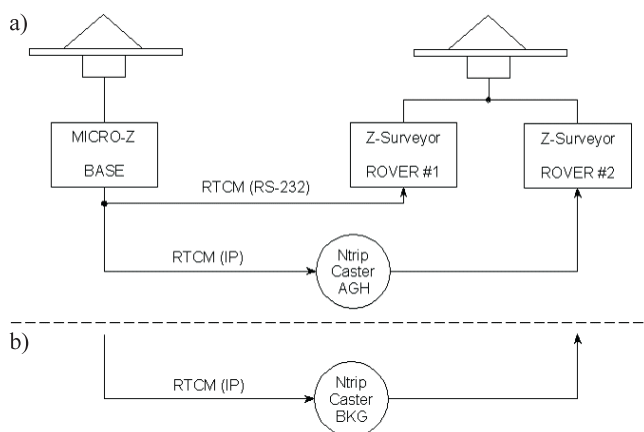 a)
MICRO-Z
BASE
Z-Surveyor
ROVER #1
Z-Surveyor
ROVER #2
RTCM (RS-232)
RTCM (IP)
Ntrip
Caster
AGH
b)
RTCM (IP)
Ntrip
Caster
BKG